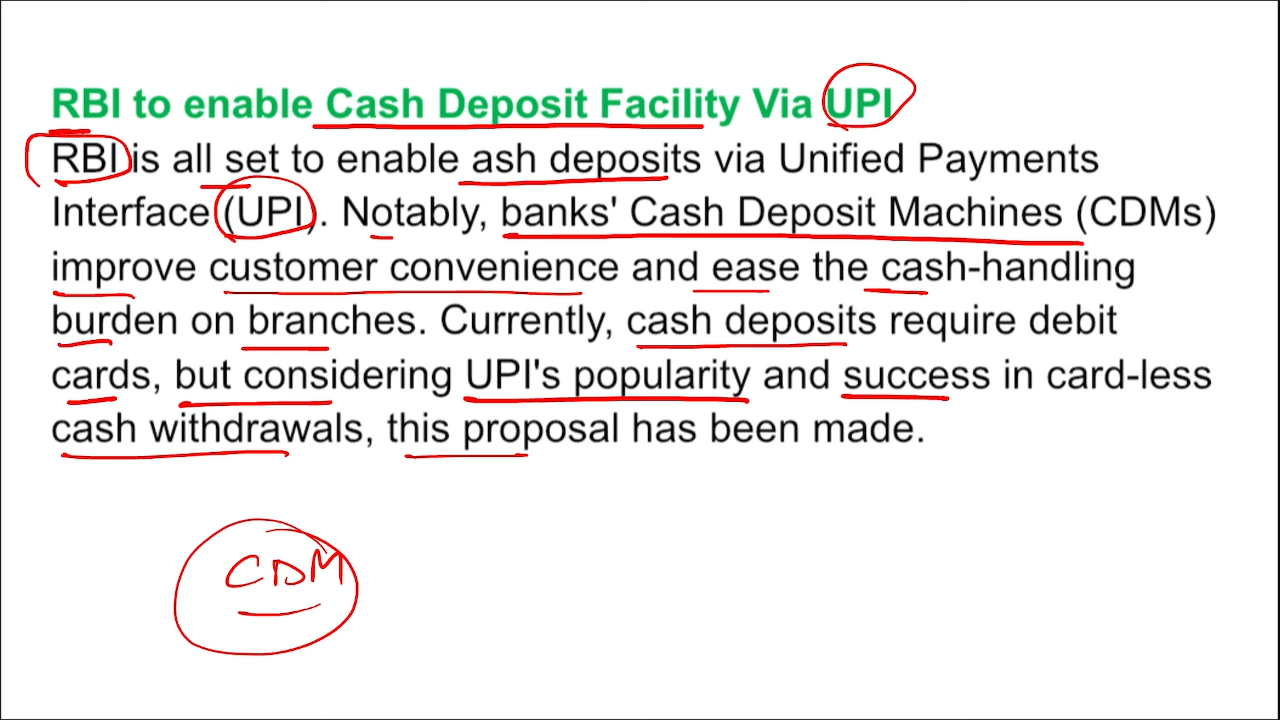 RBI to enable Cash Deposit Facility Via UPI
RBI is all set to enable ash deposits via Unified Payments
Interface (UPI). Notably, banks' Cash Deposit Machines (CDMs)
improve customer convenience and ease the cash-handling
burden on branches. Currently, cash deposits require debit
cards, but considering UPI's popularity and success in card-less
cash withdrawals, this proposal has been made.
CDM